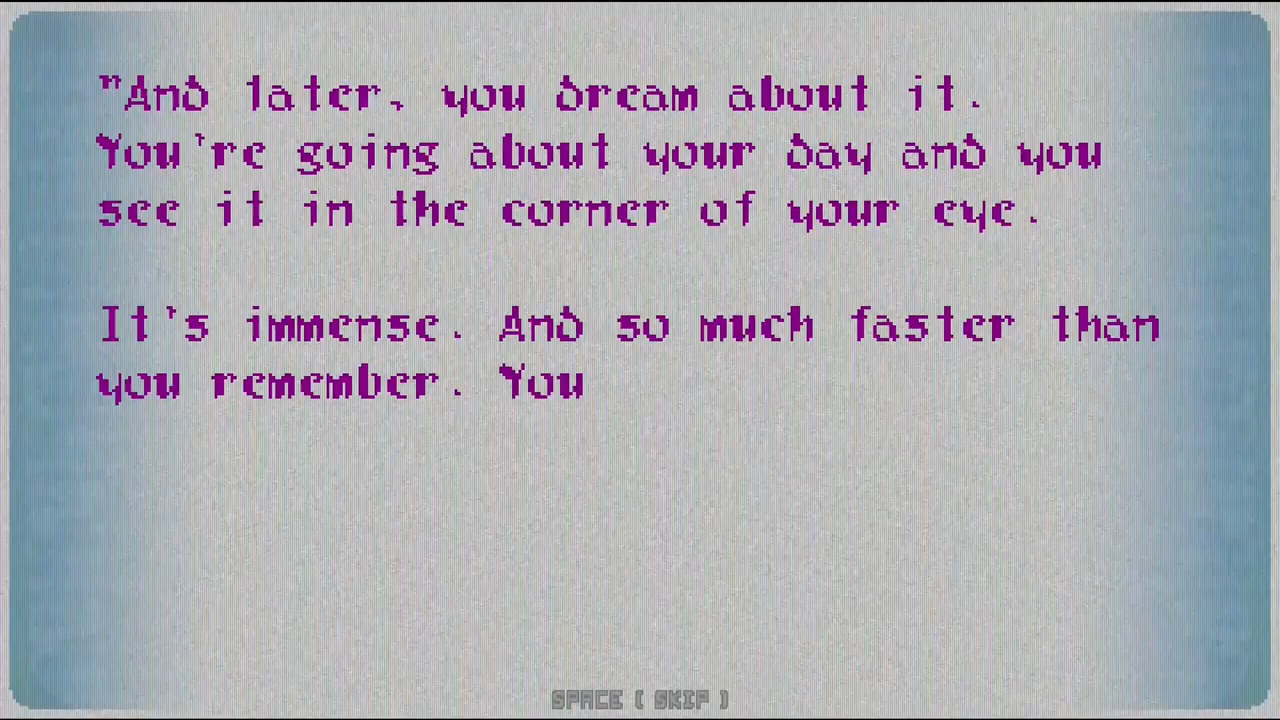 "And later, you dream about it.
You're going about your day and you
see it in the corner of your eye.
It's immense. And so much faster than
you remember. You
SPACE ( SKIP )